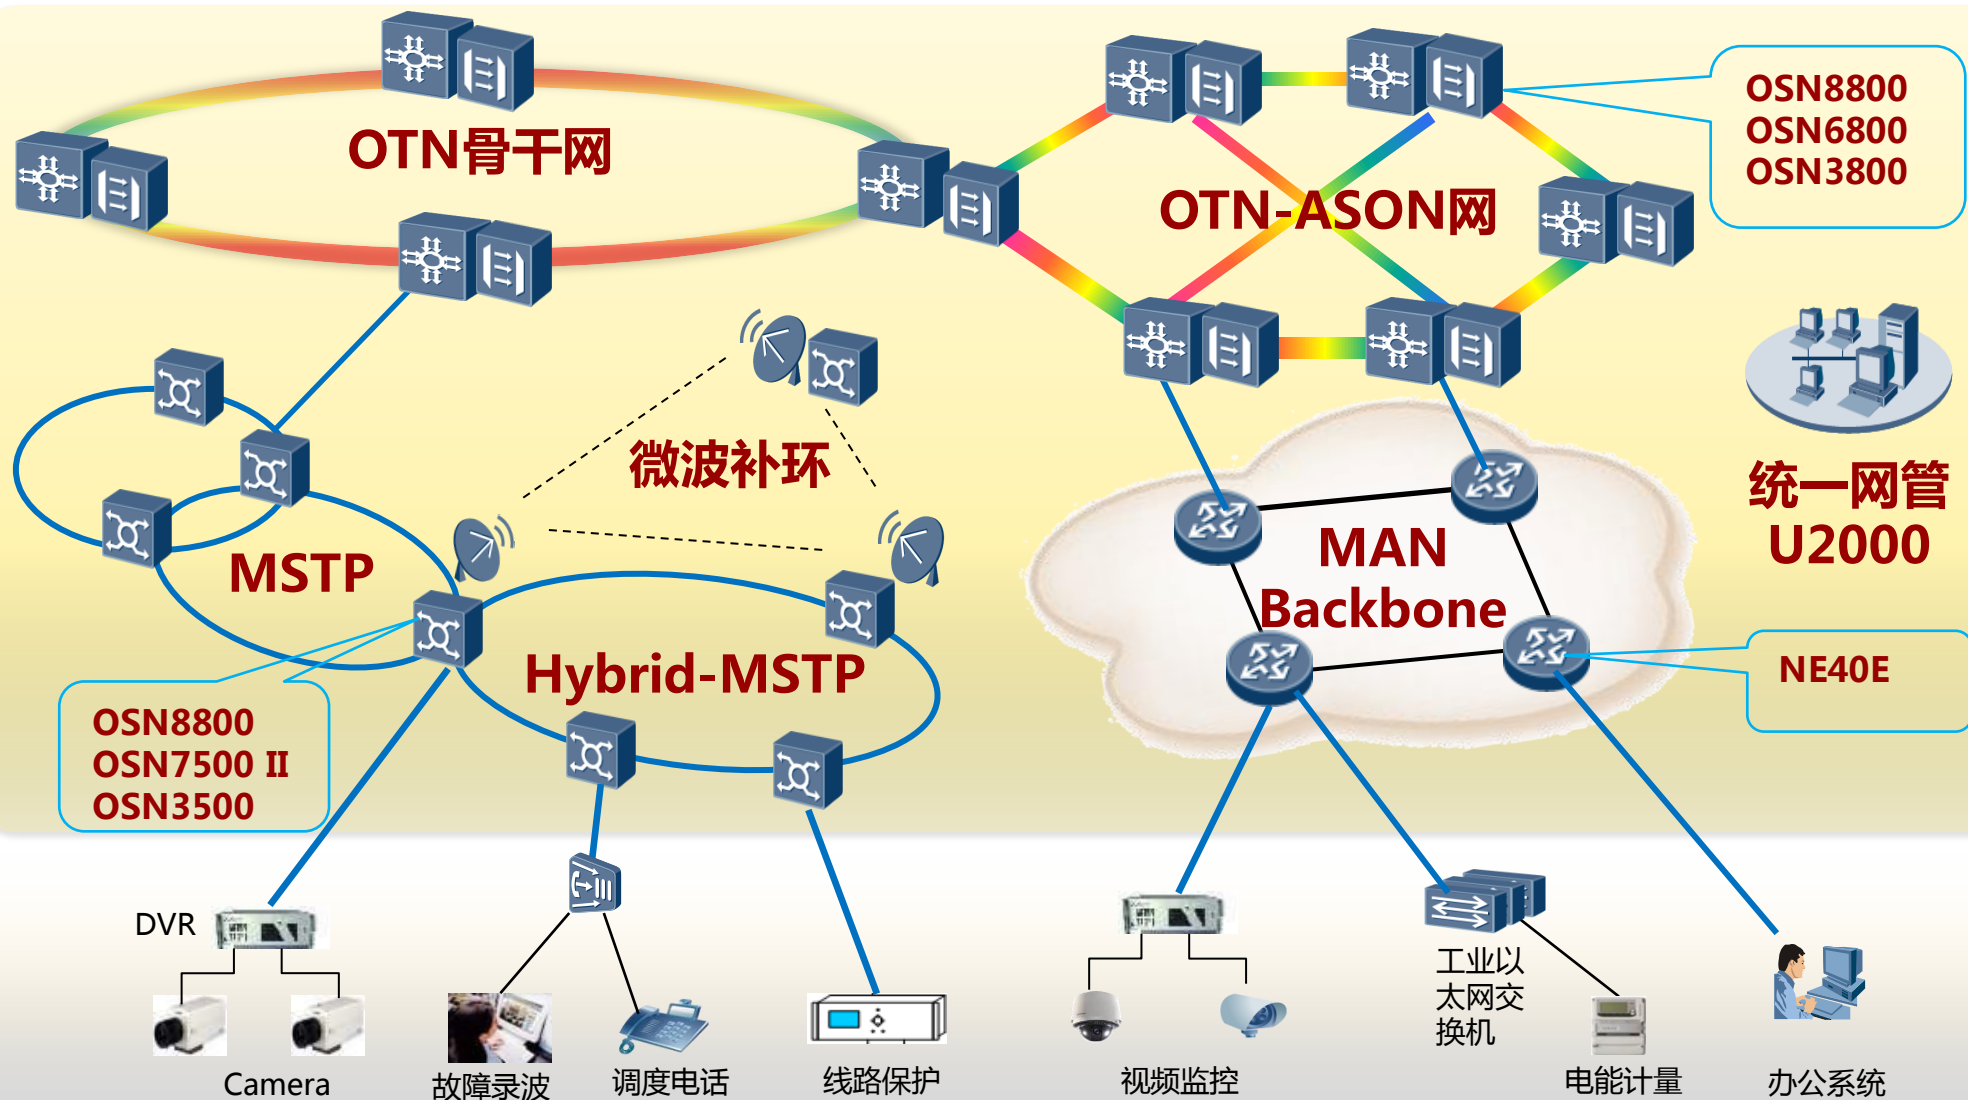 OTN骨干网
OTN-ASON网
OSN8800
OSN6800
OSN3800
微波补环
统一网管
U2000
MSTP
MAN
Backbone
Hybrid-MSTP
NE40E
OSN8800
OSN7500 II
OSN3500
DVR
工业以
太网交
换机
Camera
故障录波
调度电话
线路保护
视频监控
电能计量
办公系统